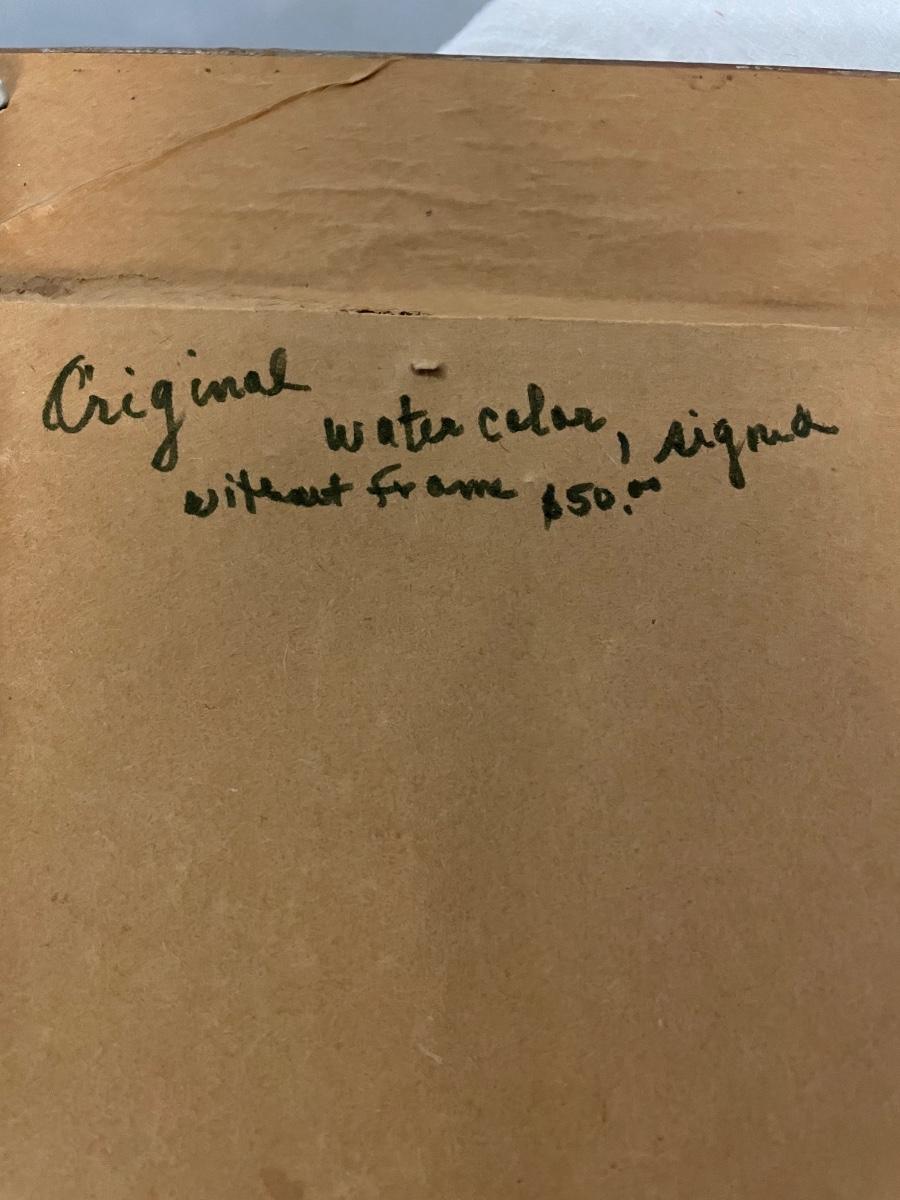 Original
water color, signed
without frame $50.00